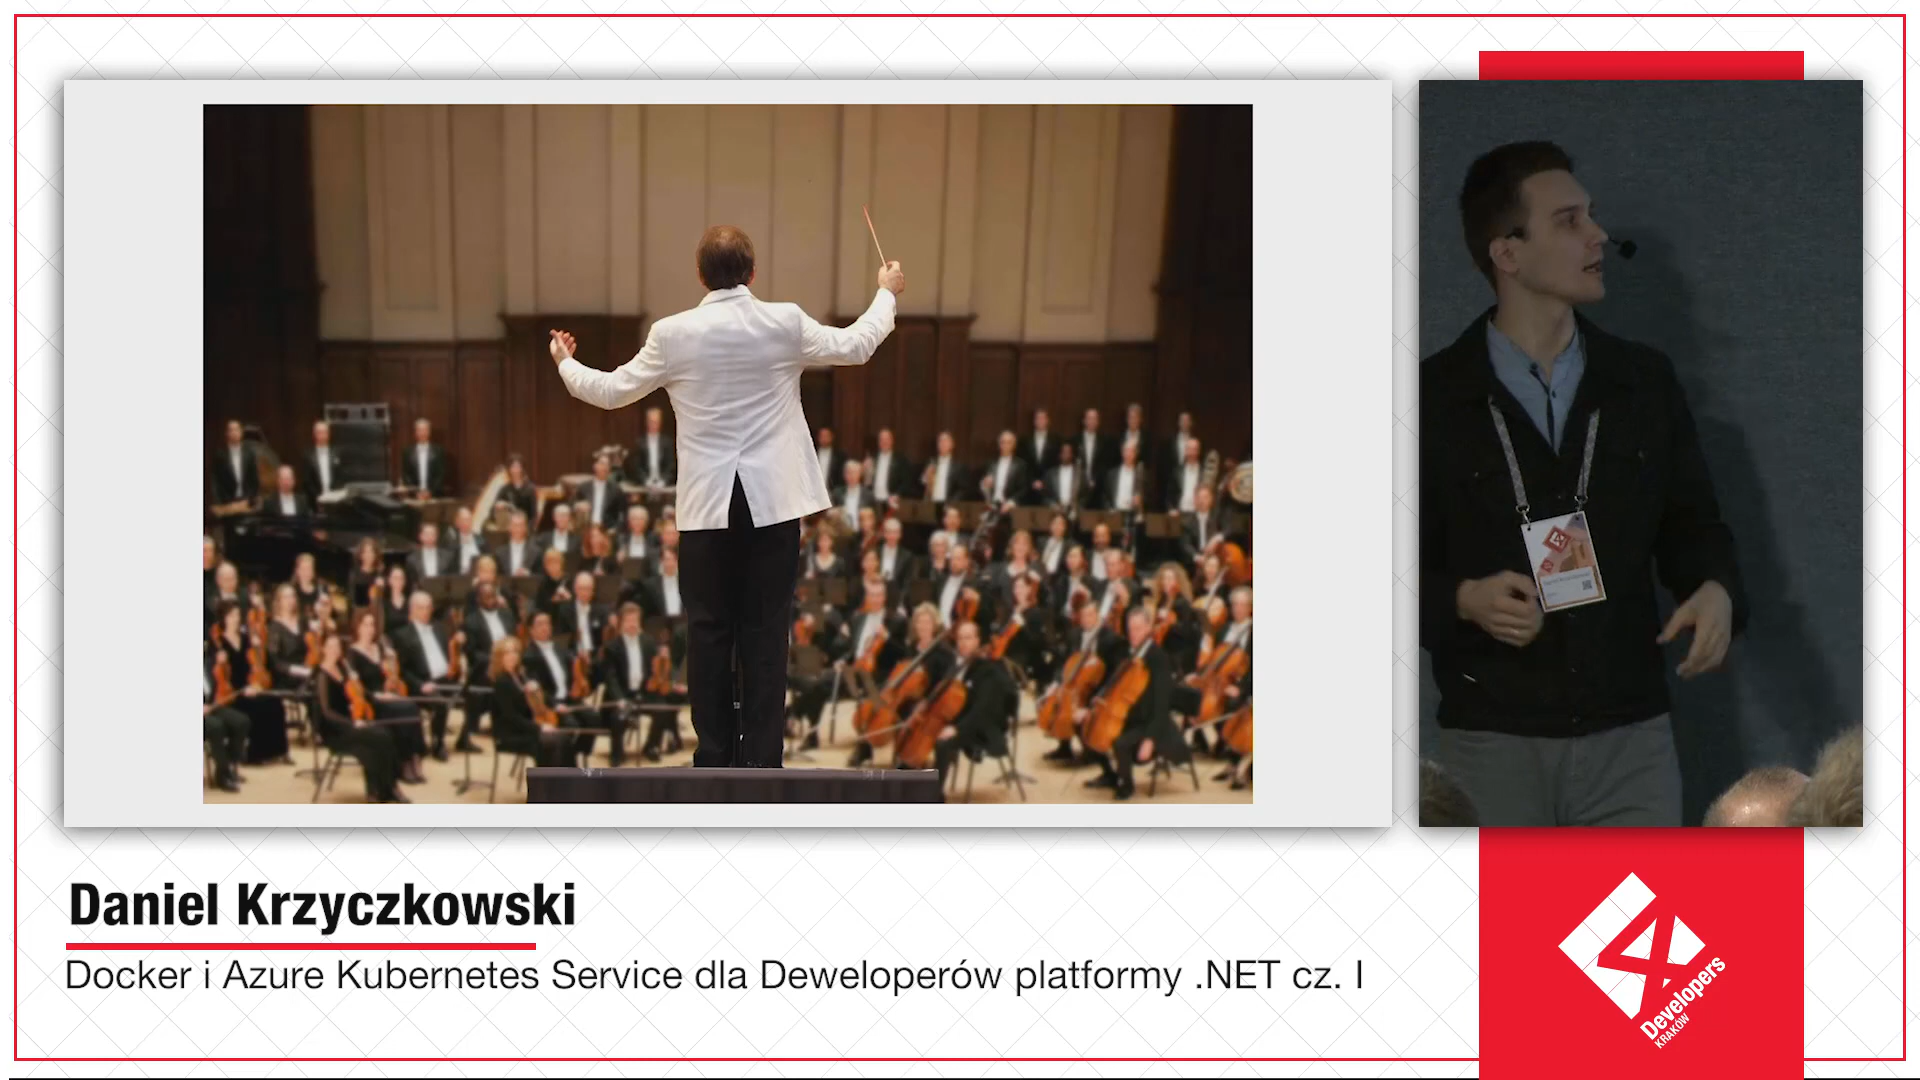 Daniel Krzyczkowski
Docker i Azure Kubernetes Service dla Deweloperów platformy .NET cz. I
4
Developers
KRAKÓW